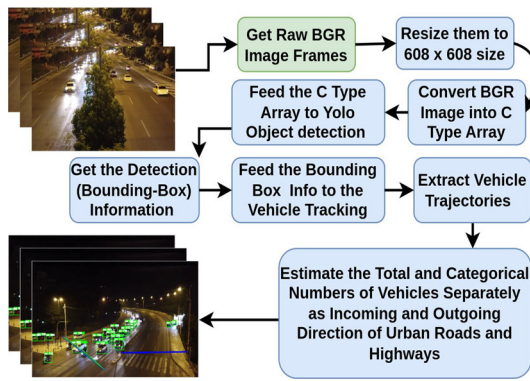 Get Raw BGR
Image Frames
Resize them to
608 x 608 size
Feed the C Type
Array to Yolo
Object detection
Convert BGR
Image into C
Type Array
Get the Detection
(Bounding-Box)
Information
Feed the Bounding
Box Info to the
Vehicle Tracking
Extract Vehicle
Trajectories
Estimate the Total and Categorical
Numbers of Vehicles Separately
as Incoming and Outgoing
Direction of Urban Roads and
Highways